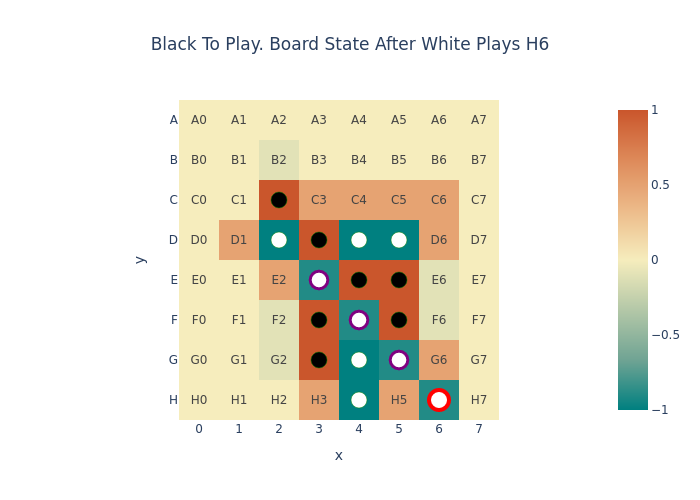 Black To Play. Board State After White Plays H6
A A0 A1 A2 A3 A4 A5 A6 A7
B B0 B1 B2 B3 B4 B5 B6 B7
C C0 C1 C3 C4 C5 C6 C7
D D0 D1 D6 D7
E E0 E1 E2 E6 E7
F F0 F1 F2 F6 F7
G G0 G1 G2 G6 G7
H H0 H1 H2 H3 H5 H7
0 1 2 3 4 5 6 7
x
y
1
0.5
0
−0.5
−1